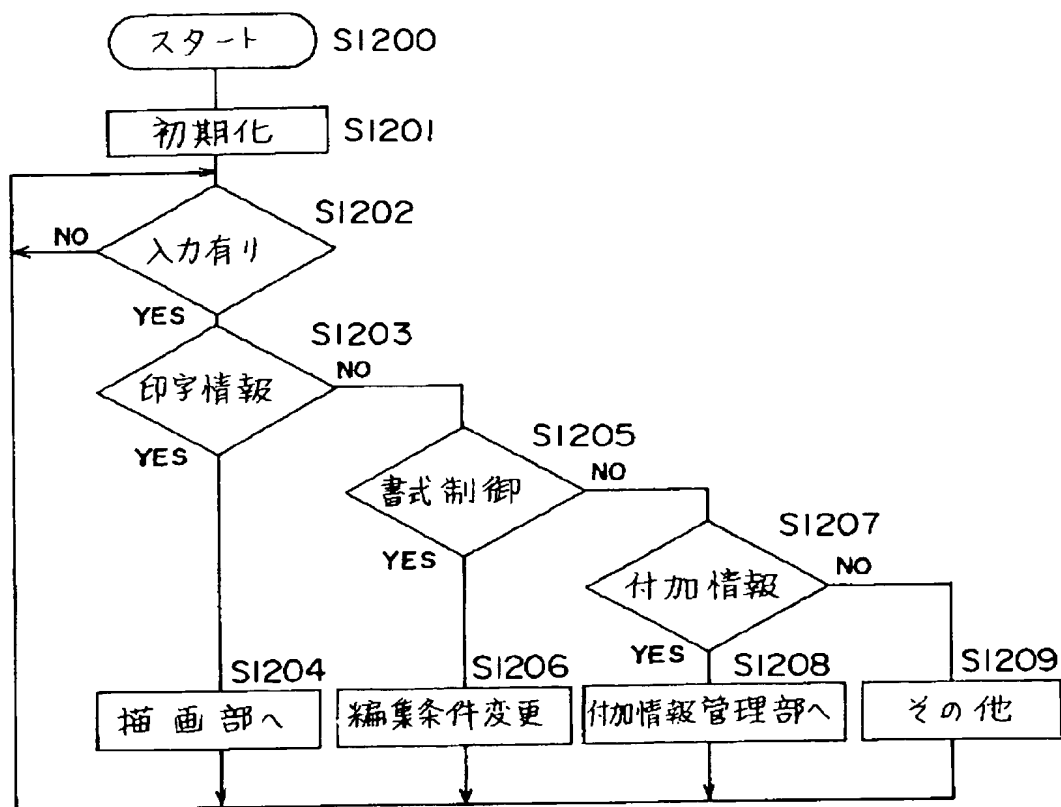 スタート S1200
初期化 S1201
S1202
NO 入力有り
YES
S1203
印字情報 NO
YES
S1205
書式制御 NO
YES
S1207
付加情報 NO
YES
S1204 S1206 S1208 S1209
描画部へ 編集条件変更 付加情報管理部へ その他